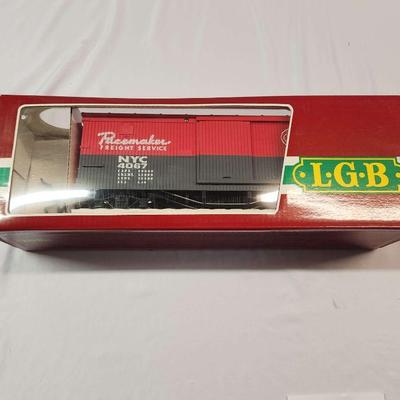 Pacemaker
FREIGHT SERVICE
NYC
4067
L·G·B